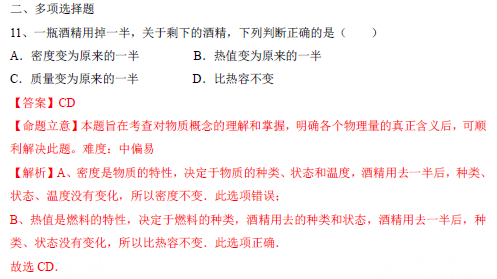 二、多项选择题
11、一瓶酒精用掉一半，关于剩下的酒精，下列判断正确的是（　　）
A．密度变为原来的一半　　B．热值变为原来的一半
C．质量变为原来的一半　　D．比热容不变
【答案】CD
【命题立意】本题旨在考查对物质概念的理解和掌握，明确各个物理量的真正含义后，可顺
利解决此题。难度：中偏易
【解析】A、密度是物质的特性，决定于物质的种类、状态和温度，酒精用去一半后，种类、
状态、温度没有变化，所以密度不变．此选项错误；
B、热值是燃料的特性，决定于燃料的种类，酒精用去的种类和状态，酒精用去一半后，种
类、状态没有变化，所以比热容不变．此选项正确．
故选 CD．